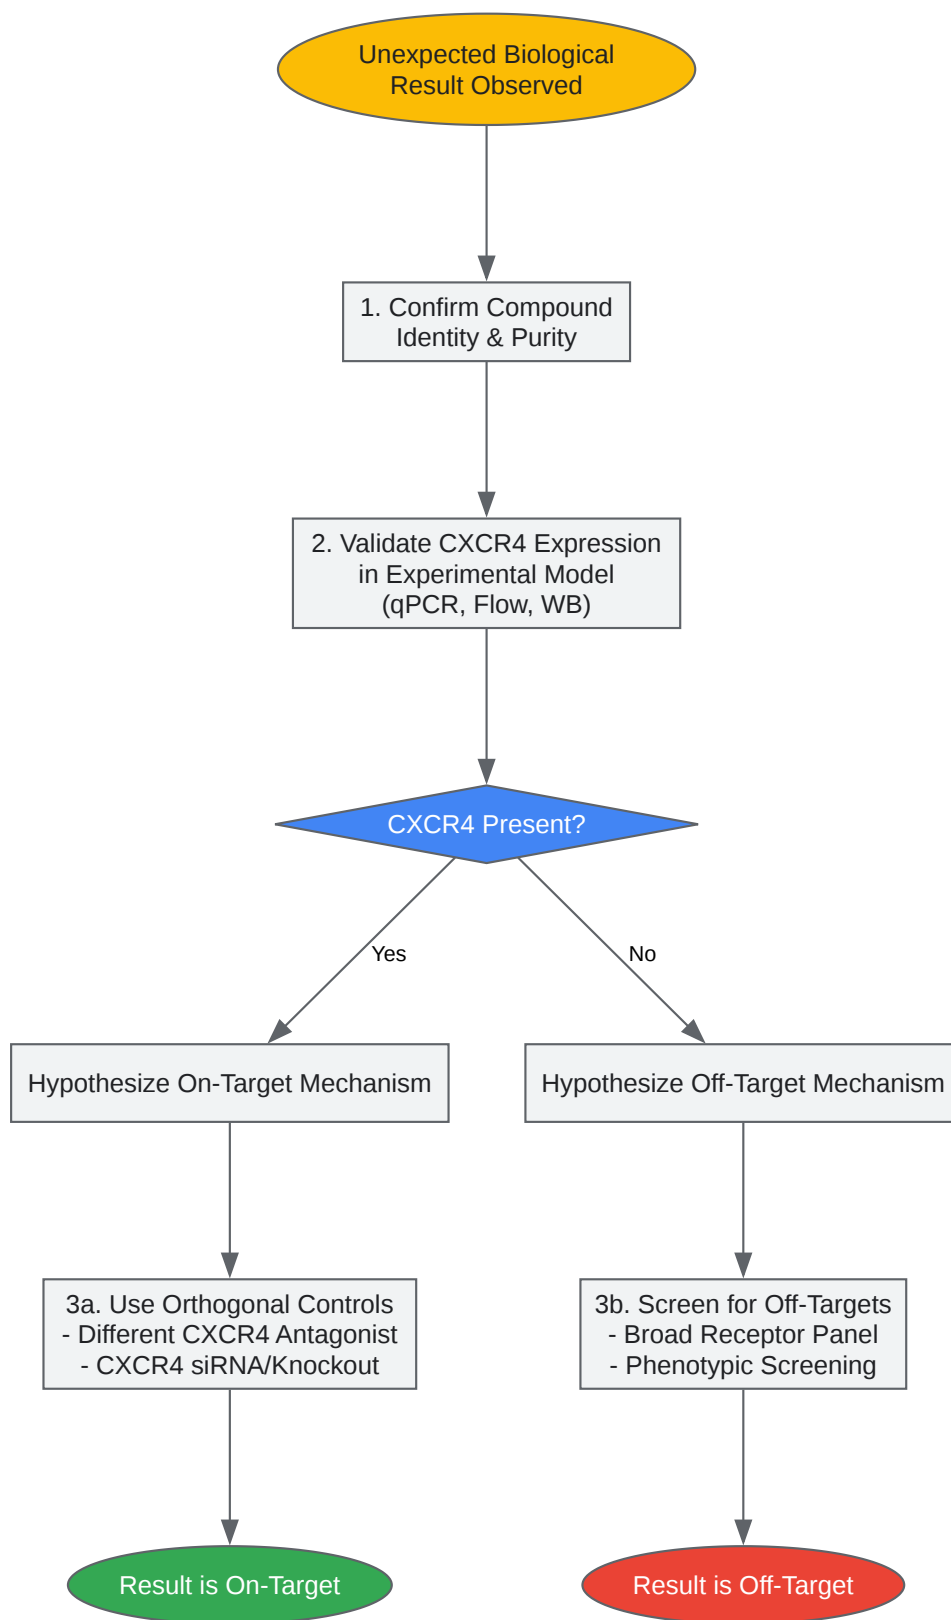 Unexpected Biological
Result Observed
1. Confirm Compound
Identity & Purity
2. Validate CXCR4 Expression
in Experimental Model
(qPCR, Flow, WB)
CXCR4 Present?
Yes
No
Hypothesize On-Target Mechanism
Hypothesize Off-Target Mechanism
3a. Use Orthogonal Controls
- Different CXCR4 Antagonist
- CXCR4 siRNA/Knockout
3b. Screen for Off-Targets
- Broad Receptor Panel
- Phenotypic Screening
Result is On-Target
Result is Off-Target